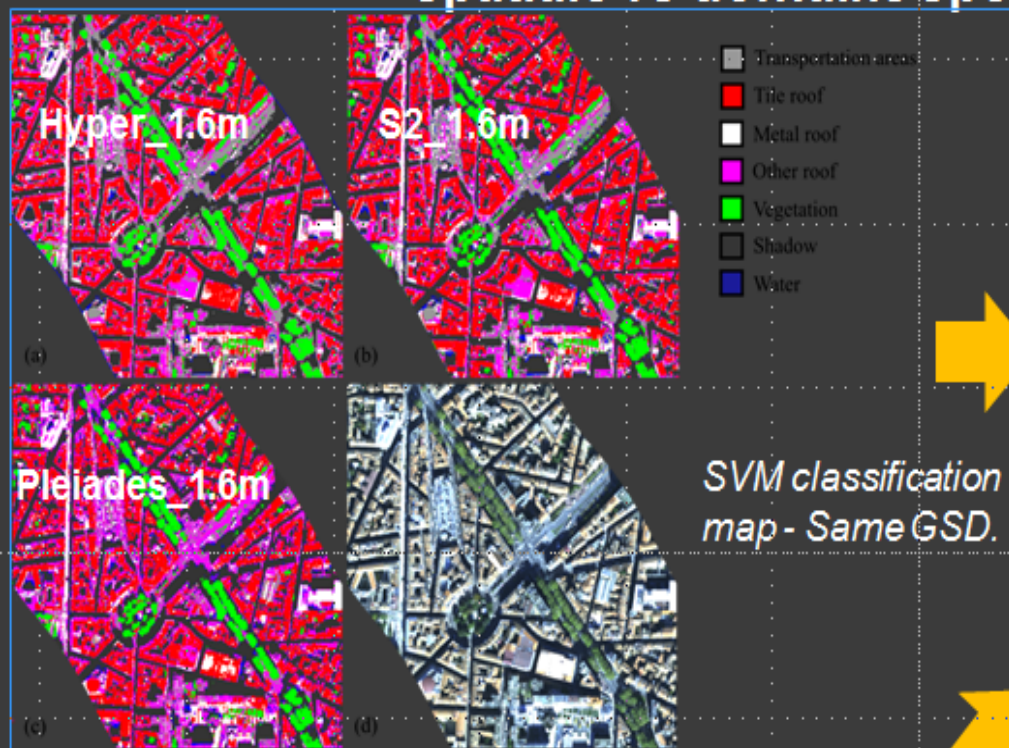 Hyper_1.6m
S2_1.6m
Transportation areas
Tile roof
Metal roof
Other roof
Vegetation
Shadow
Water
(a)
(b)
Pleiades_1.6m
SVM classification
map - Same GSD.
(c)
(d)